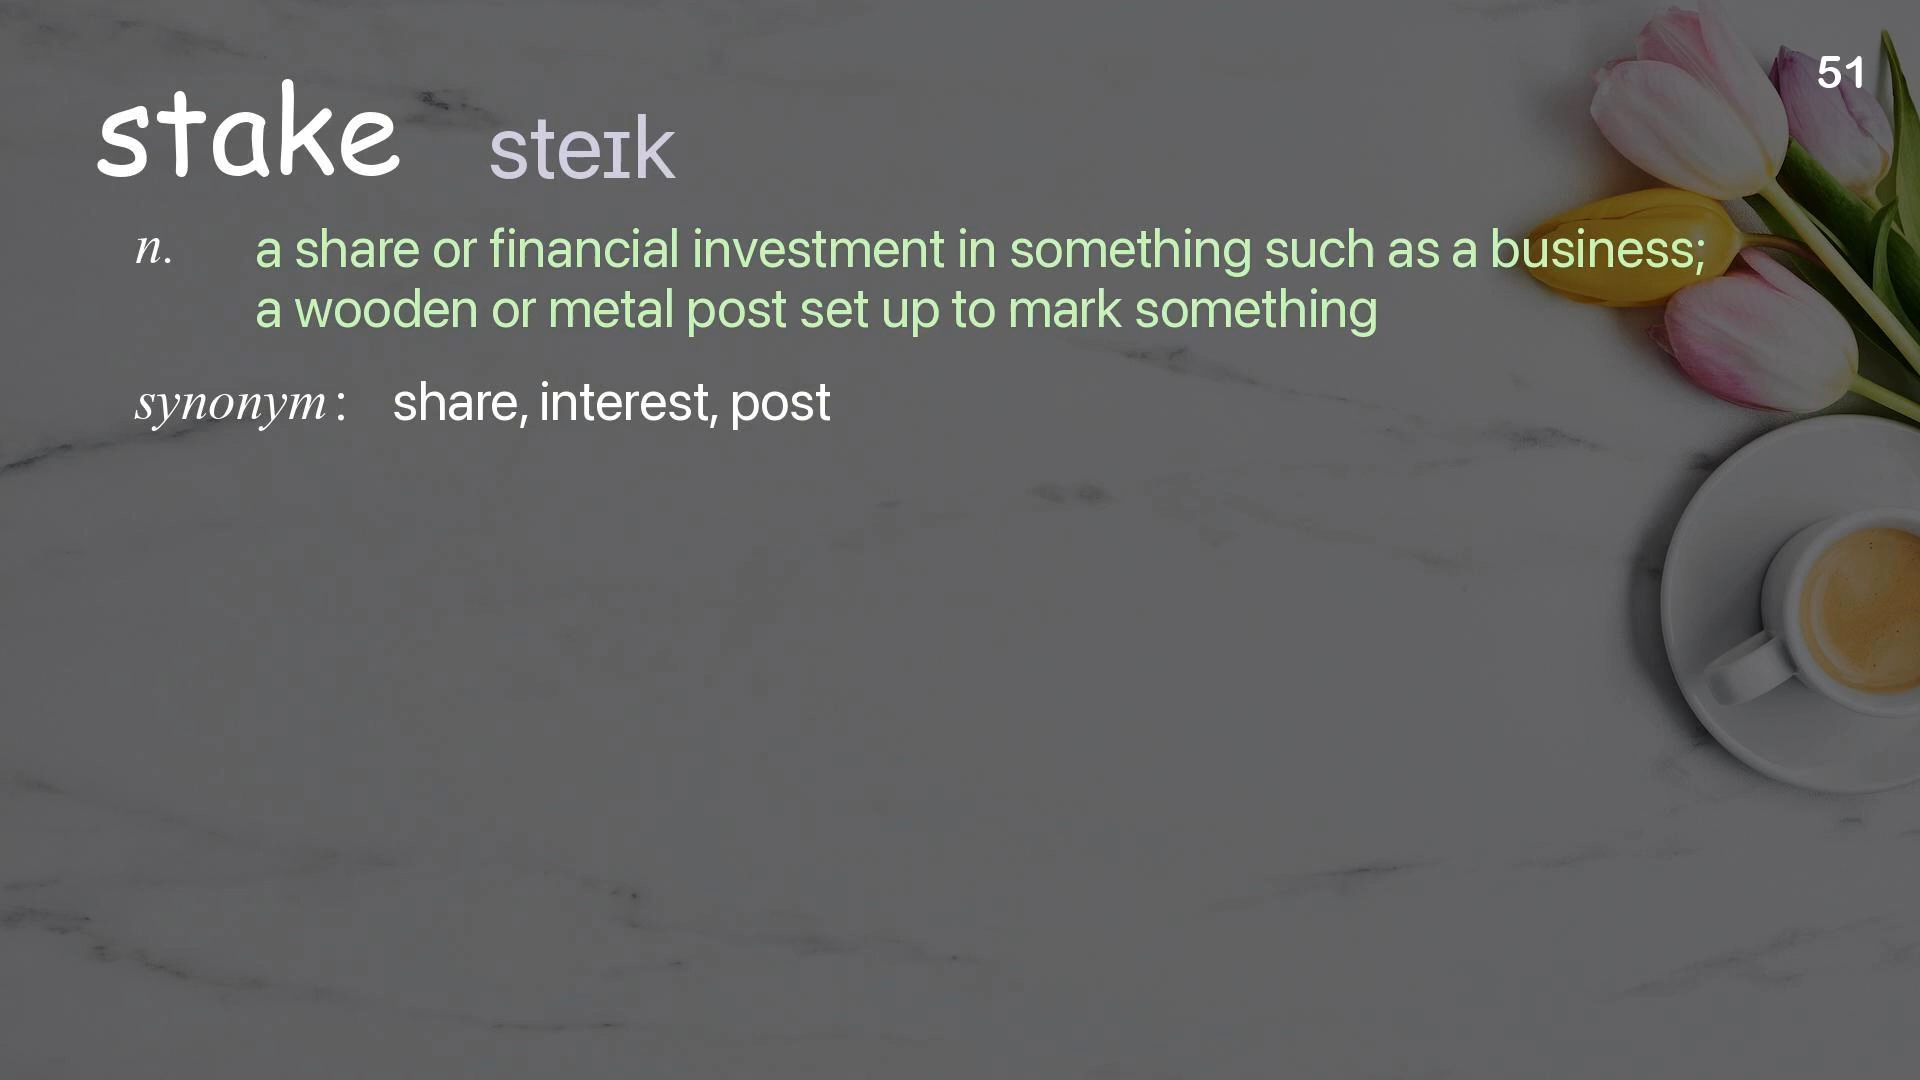 51
stake steɪk
n. a share or financial investment in something such as a business;
a wooden or metal post set up to mark something
synonym: share, interest, post